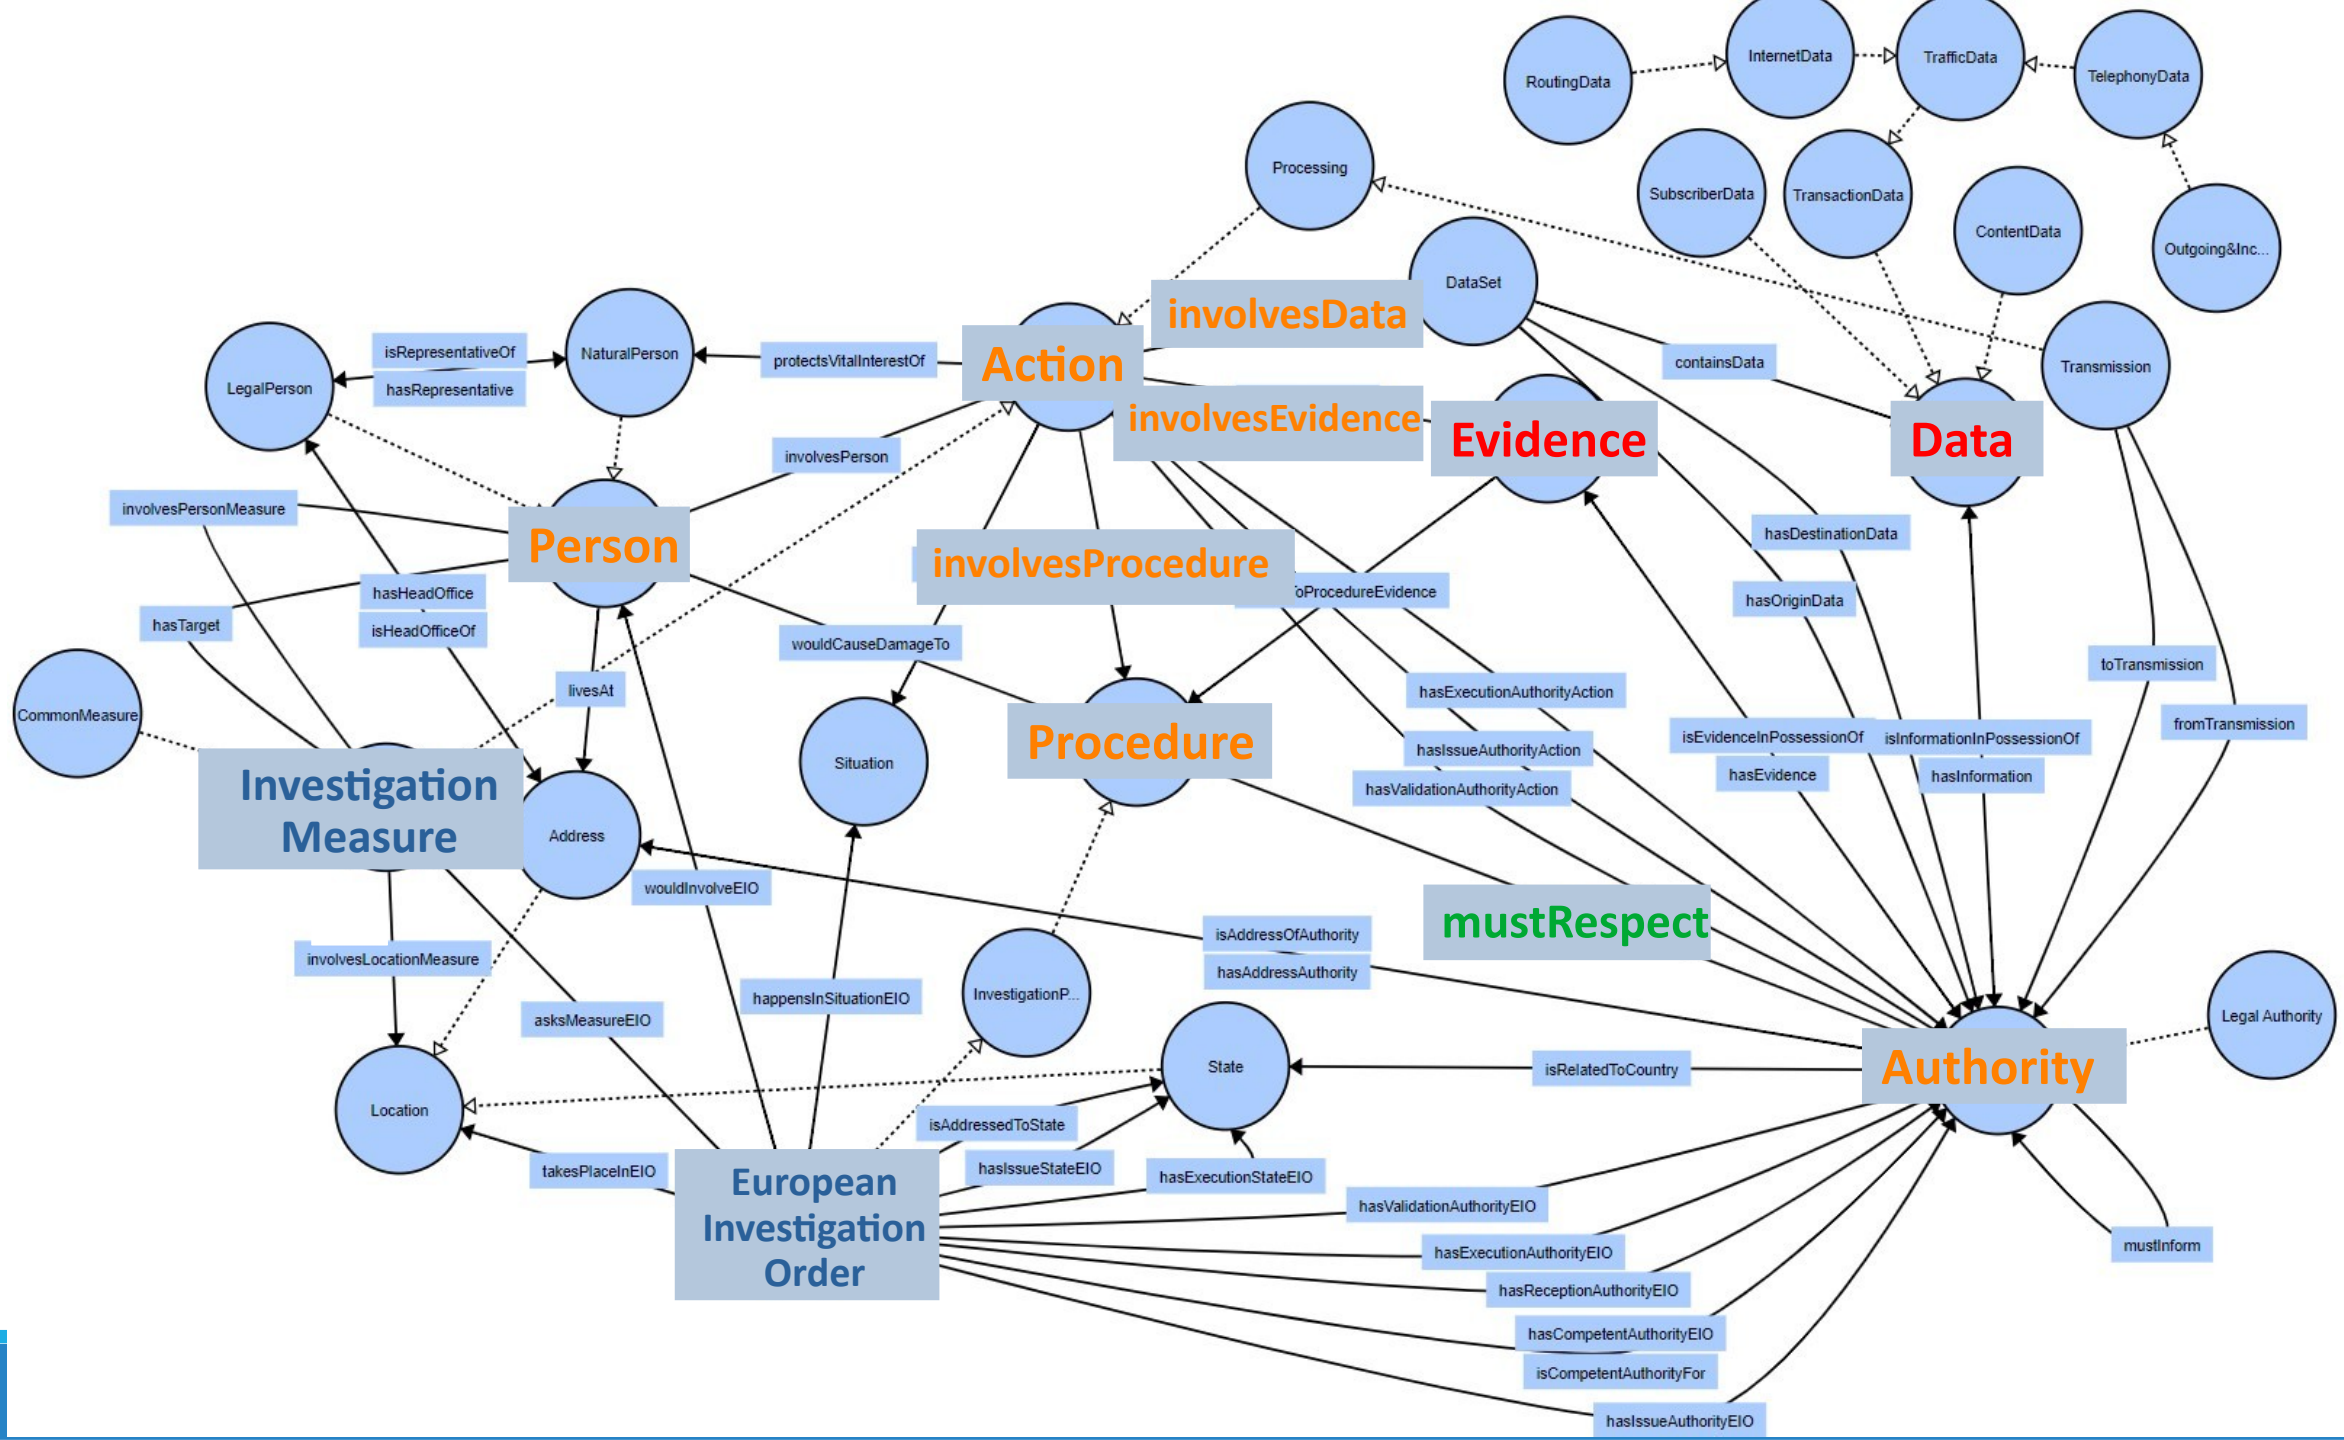 InternetData
TrafficData
TelephonyData
RoutingData
Processing
SubscriberData
TransactionData
ContentData
Outgoing&Inc...
DataSet
involvesData
isRepresentativeOf
NaturalPerson
protectsVitalInterestOf
Action
containsData
Transmission
LegalPerson
hasRepresentative
involvesEvidence
Evidence
Data
involvesPerson
involvesPersonMeasure
Person
hasDestinationData
involvesProcedure
hasHeadOffice
oProcedureEvidence
hasOriginData
hasTarget
isHeadOfficeOf
wouldCauseDamageTo
livesAt
hasExecutionAuthorityAction
toTransmission
CommonMeasure
fromTransmission
Procedure
isEvidenceInPossessionOf
isInformationInPossessionOf
hasIssueAuthorityAction
Situation
hasEvidence
hasInformation
Investigation
Measure
hasValidationAuthorityAction
Address
wouldInvolveEIO
mustRespect
isAddressOfAuthority
involvesLocationMeasure
hasAddressAuthority
InvestigationP...
happensInSituationEIO
asksMeasureEIO
Legal Authority
State
isRelatedToCountry
Authority
Location
isAddressedToState
takesPlaceInEIO
hasIssueStateEIO
hasExecutionStateEIO
European
Investigation
Order
hasValidationAuthorityEIO
hasExecutionAuthorityEIO
mustInform
hasReceptionAuthorityEIO
hasCompetentAuthorityEIO
isCompetentAuthorityFor
hasIssueAuthorityEIO